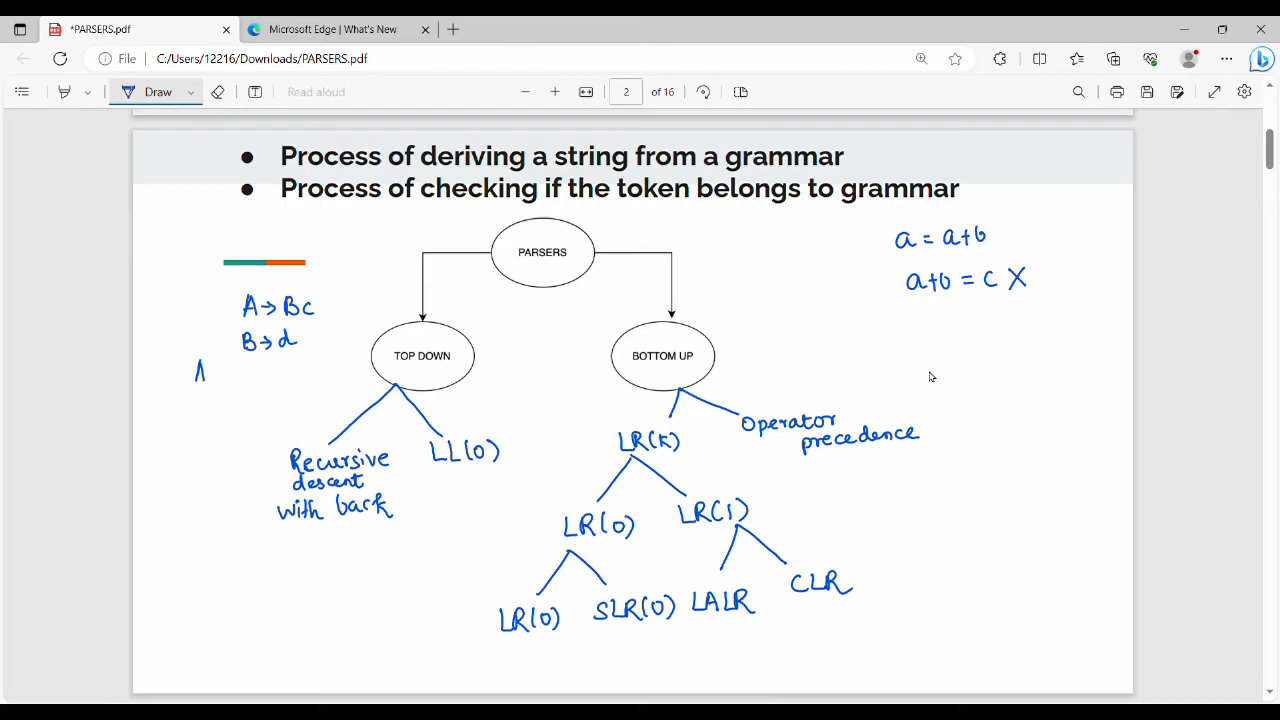 *PARSERS.pdf
Microsoft Edge | What's New
File
C:/Users/12216/Downloads/PARSERS.pdf
Draw
Read aloud
2
of 16
● Process of deriving a string from a grammar
● Process of checking if the token belongs to grammar
PARSERS
a = a+b
a+b = c X
A → Bc
B → d
A
TOP DOWN
BOTTOM UP
Recursive
descent
with back
LL(0)
LR(K)
Operator
precedence
LR(0)
LR(1)
LR(0)
SLR(0)
LALR
CLR